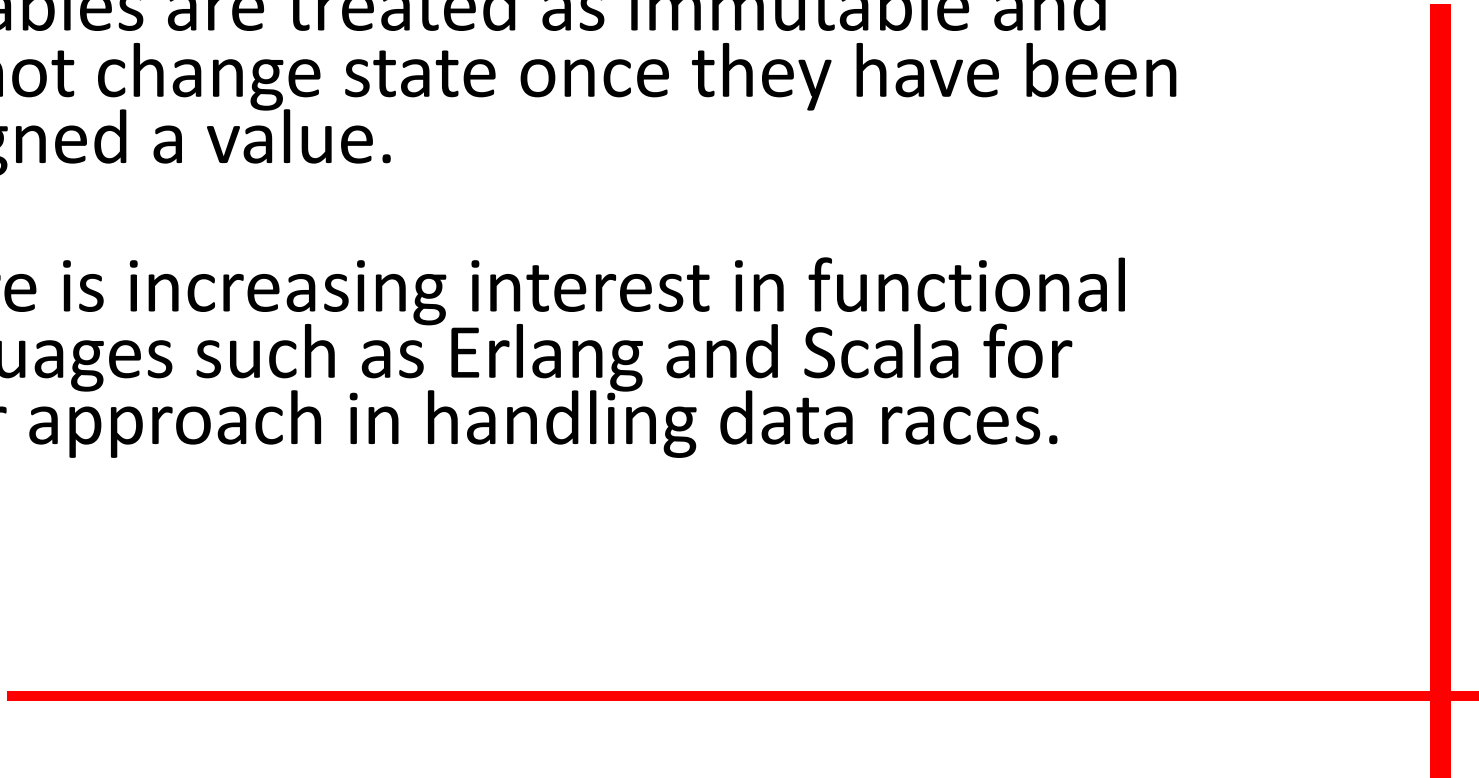 ables are treated as immutable and
not change state once they have been
gned a value.
re is increasing interest in functional
uages such as Erlang and Scala for
r approach in handling data races.